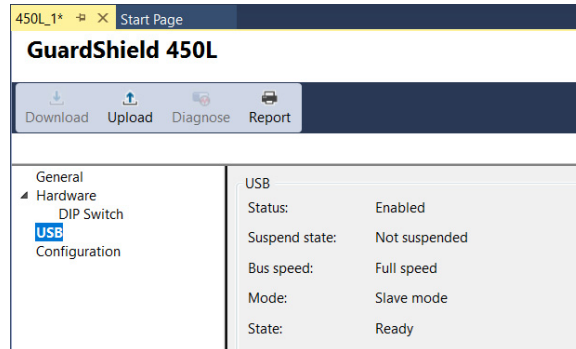 450L_1* Start Page
GuardShield 450L
Download Upload Diagnose Report
General
Hardware
DIP Switch
USB
Configuration
USB
Status: Enabled
Suspend state: Not suspended
Bus speed: Full speed
Mode: Slave mode
State: Ready